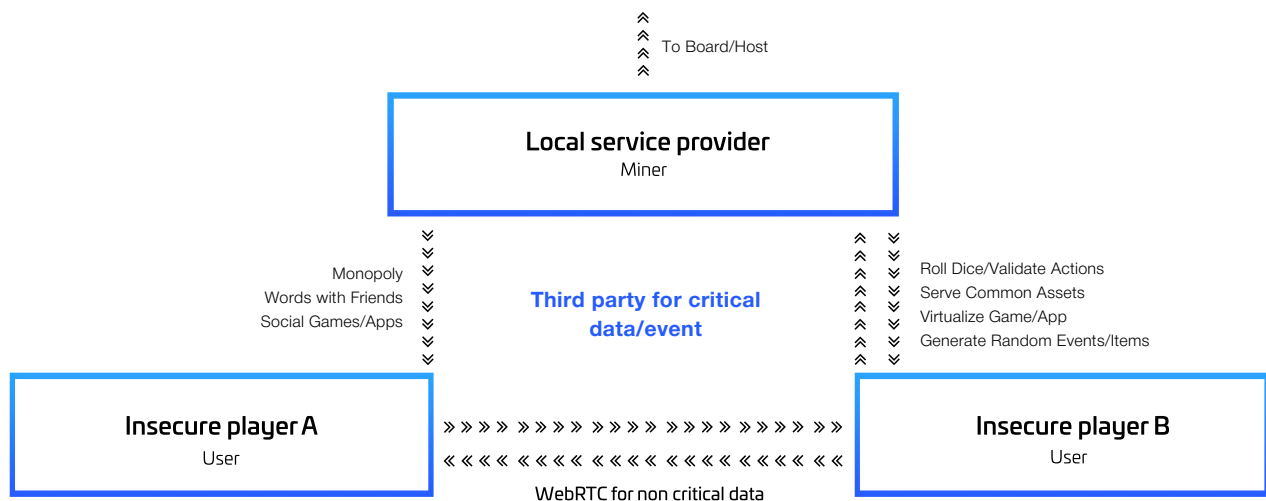 To Board/Host
Local service provider
Miner
Monopoly
Words with Friends
Social Games/Apps
Third party for critical
data/event
Roll Dice/Validate Actions
Serve Common Assets
Virtualize Game/App
Generate Random Events/Items
Insecure player A
User
Insecure player B
User
WebRTC for non critical data